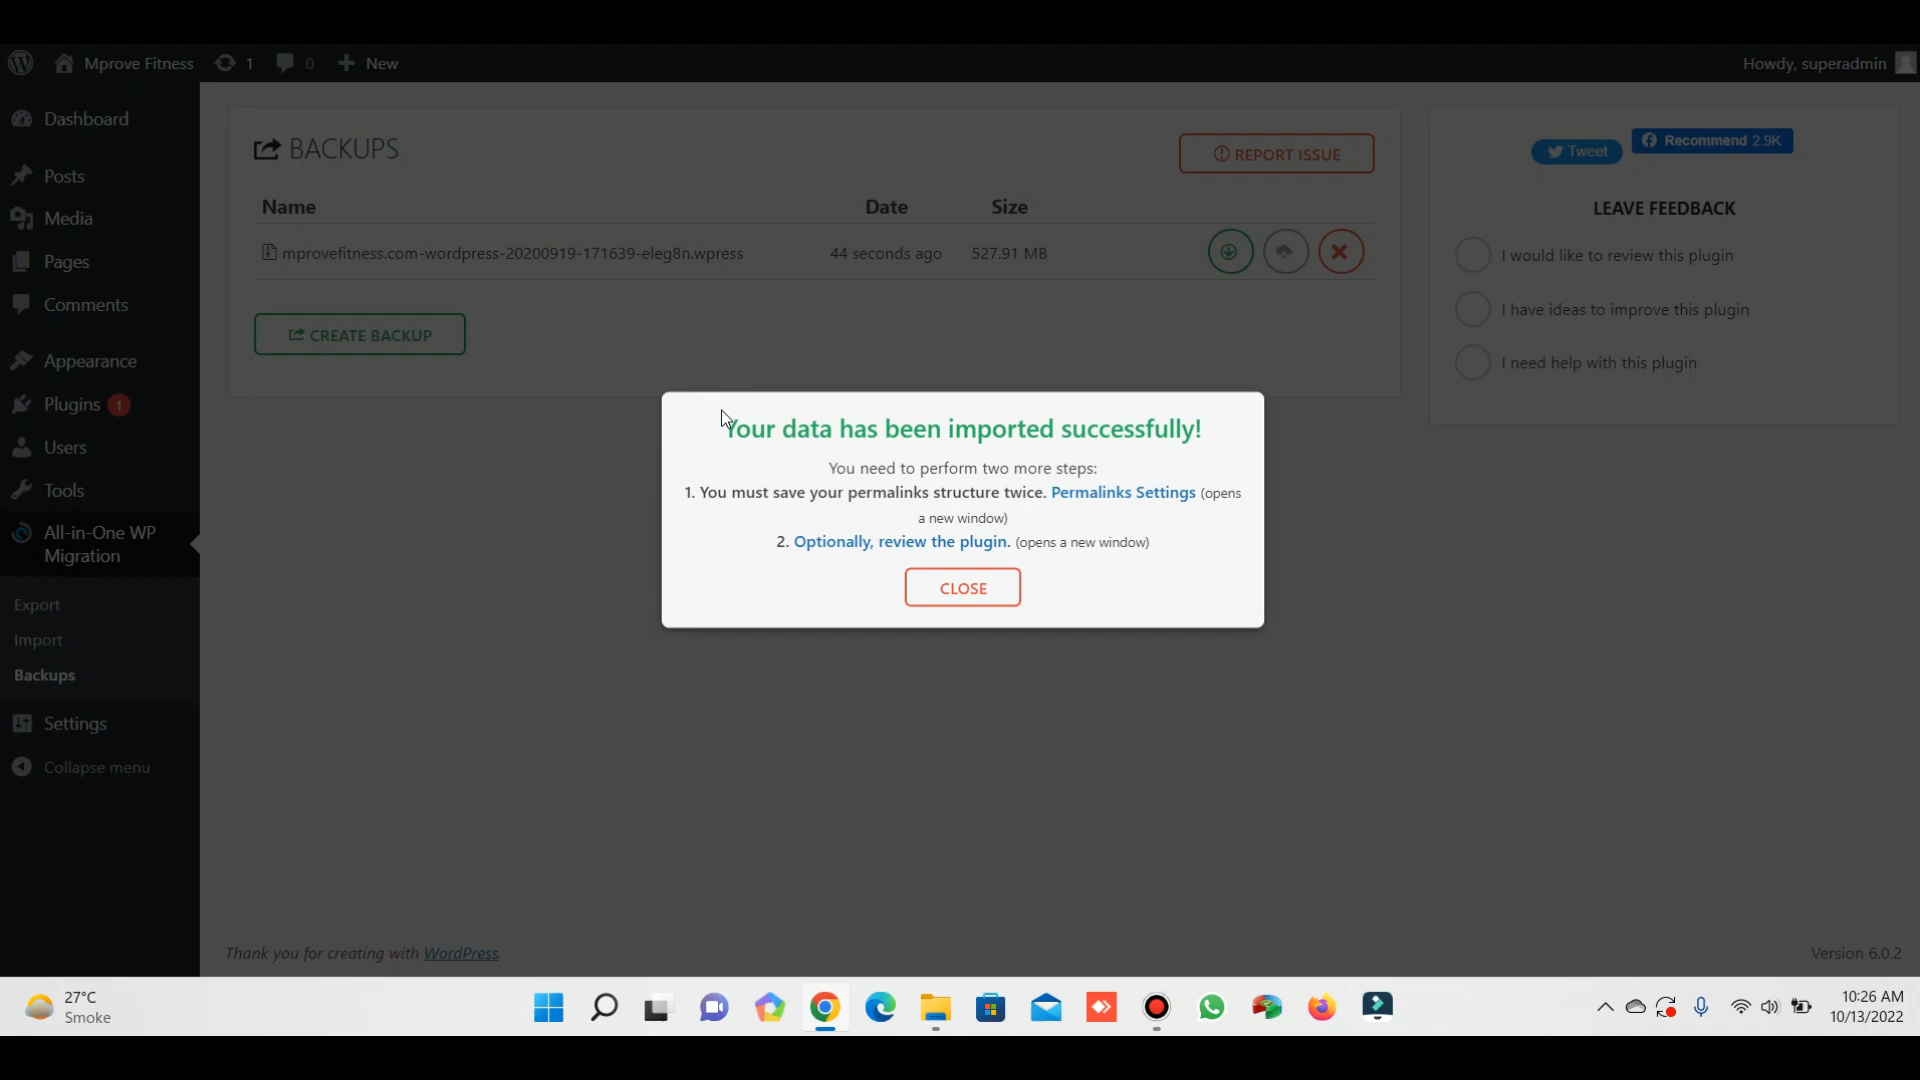 Mprove Fitness 1 0 New
Howdy, superadmin
Dashboard
Posts
Media
Pages
Comments
Appearance
Plugins 1
Users
Tools
All-in-One WP
Migration
Export
Import
Backups
Settings
Collapse menu
BACKUPS
REPORT ISSUE
Name Date Size
mprovefitness.com-wordpress-20200919-171639-eleg8n.wpress 44 seconds ago 527.91 MB
CREATE BACKUP
Tweet
Recommend 2.9K
LEAVE FEEDBACK
I would like to review this plugin
I have ideas to improve this plugin
I need help with this plugin
Your data has been imported successfully!
You need to perform two more steps:
1. You must save your permalinks structure twice. Permalinks Settings (opens
a new window)
2. Optionally, review the plugin. (opens a new window)
CLOSE
Thank you for creating with WordPress.
Version 6.0.2
27°C
Smoke
10:26 AM
10/13/2022